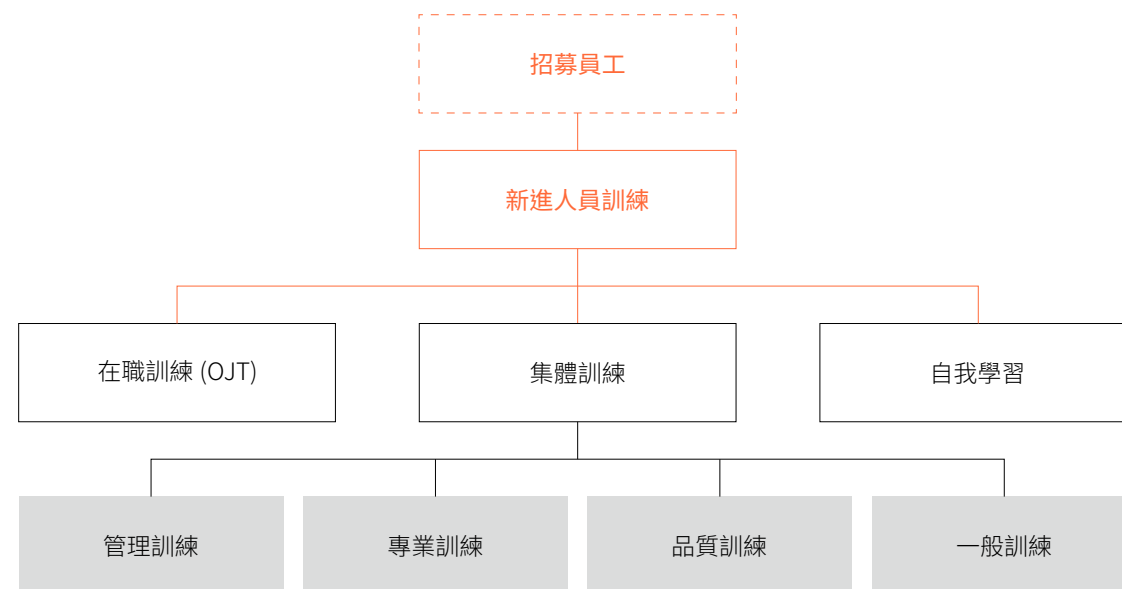 招募員工
新進人員訓練
在職訓練 (OJT)
集體訓練
自我學習
管理訓練
專業訓練
品質訓練
一般訓練